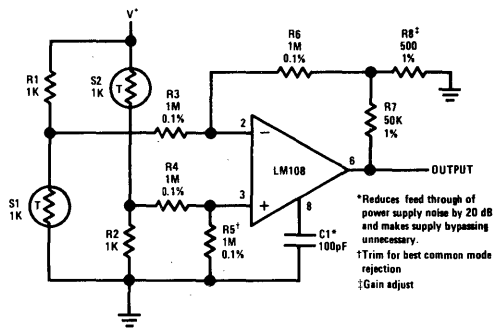 V+
R1
1K
S2
1K
T
R3
1M
0.1%
R6
1M
0.1%
R8‡
500
1%
R7
50K
1%
2
−
LM108
6
OUTPUT
S1
1K
T
R4
1M
0.1%
3
+
8
R2
1K
R5†
1M
0.1%
C1*
100pF
*Reduces feed through of
power supply noise by 20 dB
and makes supply bypassing
unnecessary.
†Trim for best common mode
rejection
‡Gain adjust